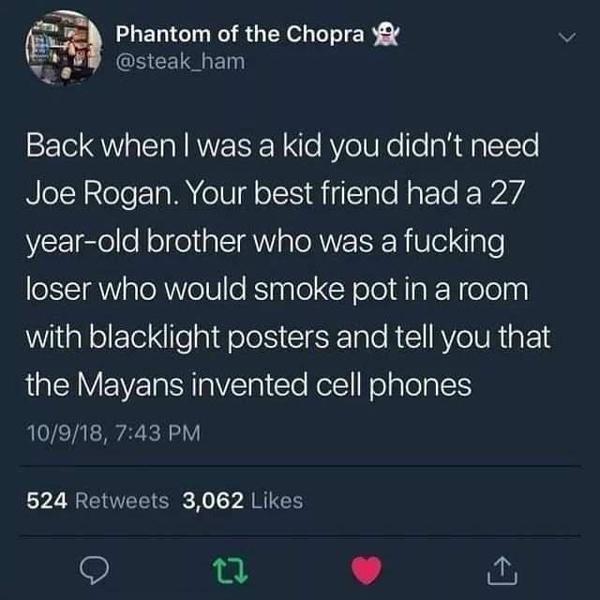 Phantom of the Chopra 👻
@steak_ham
Back when I was a kid you didn't need
Joe Rogan. Your best friend had a 27
year-old brother who was a fucking
loser who would smoke pot in a room
with blacklight posters and tell you that
the Mayans invented cell phones
10/9/18, 7:43 PM
524 Retweets 3,062 Likes